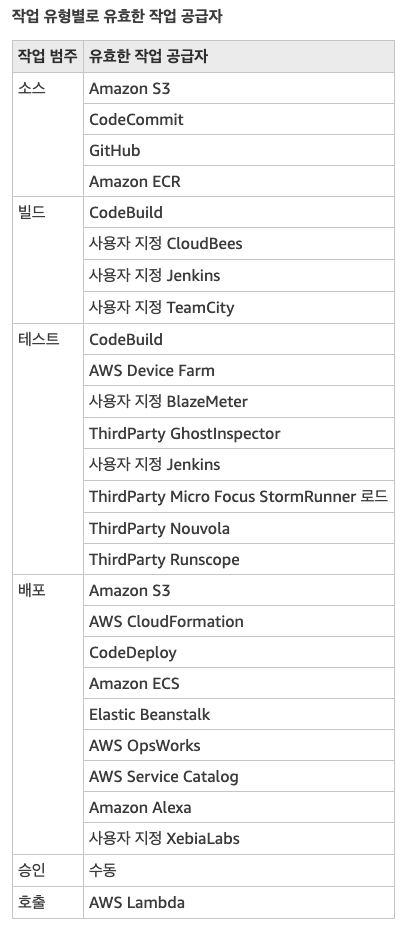 작업 유형별로 유효한 작업 공급자
작업 범주 유효한 작업 공급자
소스 Amazon S3
CodeCommit
GitHub
Amazon ECR
빌드 CodeBuild
사용자 지정 CloudBees
사용자 지정 Jenkins
사용자 지정 TeamCity
테스트 CodeBuild
AWS Device Farm
사용자 지정 BlazeMeter
ThirdParty GhostInspector
사용자 지정 Jenkins
ThirdParty Micro Focus StormRunner 로드
ThirdParty Nouvola
ThirdParty Runscope
배포 Amazon S3
AWS CloudFormation
CodeDeploy
Amazon ECS
Elastic Beanstalk
AWS OpsWorks
AWS Service Catalog
Amazon Alexa
사용자 지정 XebiaLabs
승인 수동
호출 AWS Lambda